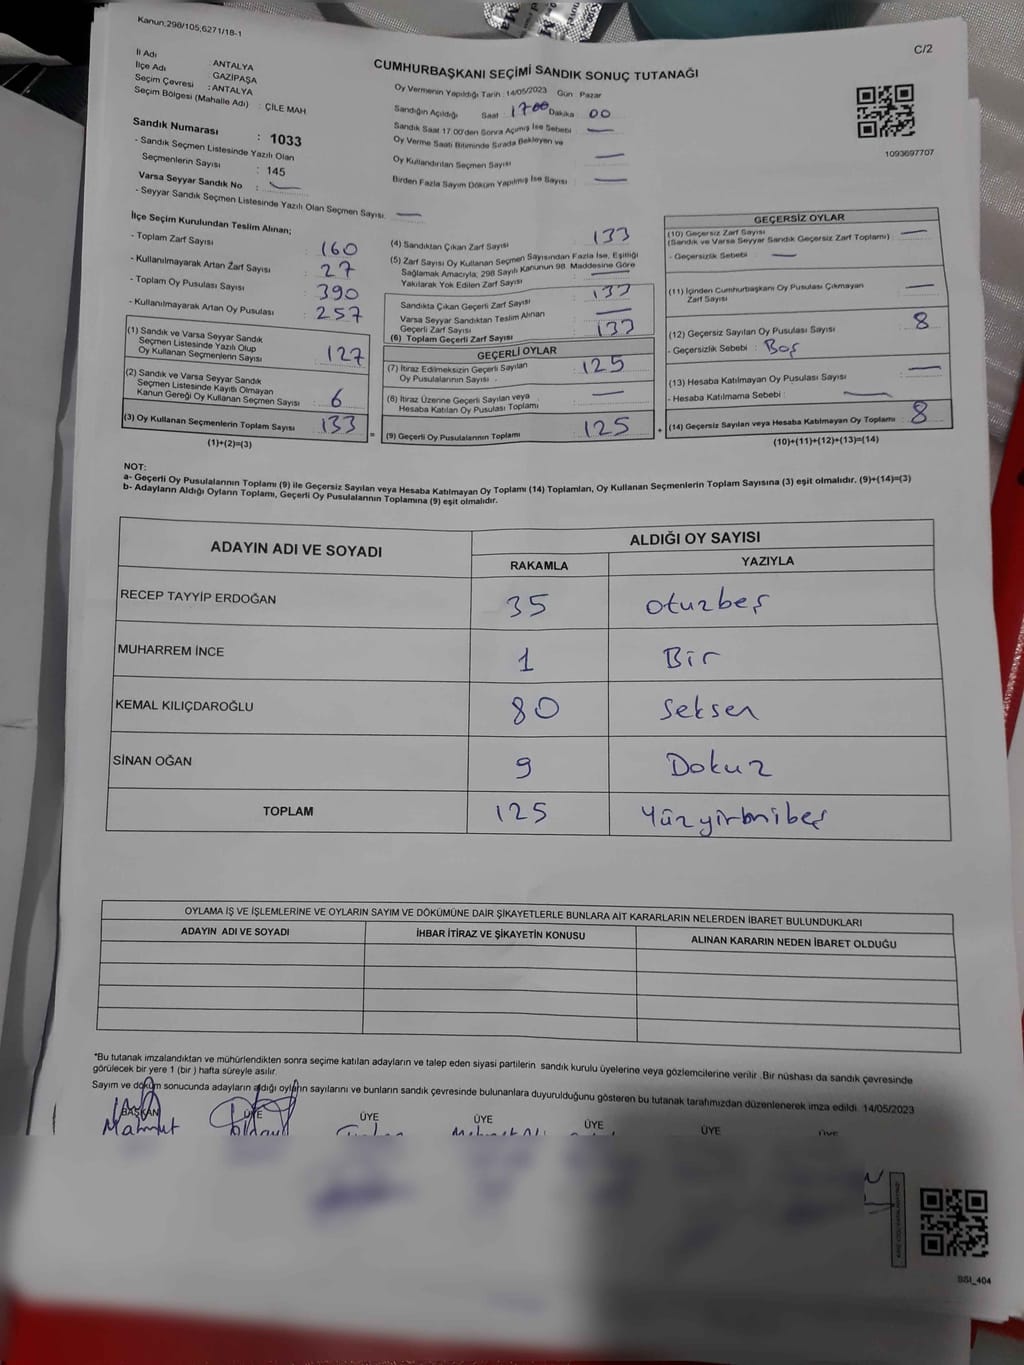 Kanun:298/105;6271/18-1
C/2
İl Adı ANTALYA
İlçe Adı GAZİPAŞA
Seçim Çevresi : ANTALYA
Seçim Bölgesi (Mahalle Adı) : ÇİLE MAH
Sandık Numarası : 1033
- Sandık Seçmen Listesinde Yazılı Olan
Seçmenlerin Sayısı : 145
Varsa Seyyar Sandık No : —
- Seyyar Sandık Seçmen Listesinde Yazılı Olan Seçmen Sayısı: —
CUMHURBAŞKANI SEÇİMİ SANDIK SONUÇ TUTANAĞI
Oy Vermenin Yapıldığı Tarih : 14/05/2023 Gün : Pazar
Sandığın Açıldığı Saat : 1700 Dakika 00
Sandık Saat 17.00'den Sonra Açımış İse Sebebi —
Oy Verme Saati Bitiminde Sırada Bekleyen ve
Oy Kullandırılan Seçmen Sayısı —
Birden Fazla Sayım Döküm Yapılmış İse Sayısı —
1093697707
İlçe Seçim Kurulundan Teslim Alınan;
- Toplam Zarf Sayısı : 160
- Kullanılmayarak Artan Zarf Sayısı : 27
- Toplam Oy Pusulası Sayısı : 390
- Kullanılmayarak Artan Oy Pusulası : 257
(1) Sandık ve Varsa Seyyar Sandık
Seçmen Listesinde Yazılı Olup
Oy Kullanan Seçmenlerin Sayısı : 127
(2) Sandık ve Varsa Seyyar Sandık
Seçmen Listesinde Kayıtlı Olmayan
Kanun Gereği Oy Kullanan Seçmen Sayısı : 6
(3) Oy Kullanan Seçmenlerin Toplam Sayısı : 133
(1)+(2)=(3)
(4) Sandıktan Çıkan Zarf Sayısı 133
(5) Zarf Sayısı Oy Kullanan Seçmen Sayısından Fazla İse, Eşitliği
Sağlamak Amacıyla, 298 Sayılı Kanunun 98. Maddesine Göre
Yakılarak Yok Edilen Zarf Sayısı —
Sandıkta Çıkan Geçerli Zarf Sayısı 133
Varsa Seyyar Sandıktan Teslim Alınan
Geçerli Zarf Sayısı —
(6) Toplam Geçerli Zarf Sayısı 133
GEÇERLİ OYLAR
(7) İtiraz Edilmeksizin Geçerli Sayılan
Oy Pusulalarının Sayısı 125
(8) İtiraz Üzerine Geçerli Sayılan veya
Hesaba Katılan Oy Pusulası Toplamı —
= (9) Geçerli Oy Pusulalarının Toplamı 125
GEÇERSİZ OYLAR
(10) Geçersiz Zarf Sayısı —
(Sandık ve Varsa Seyyar Sandık Geçersiz Zarf Toplamı)
- Geçersizlik Sebebi : —
(11) İçinden Cumhurbaşkanı Oy Pusulası Çıkmayan
Zarf Sayısı —
(12) Geçersiz Sayılan Oy Pusulası Sayısı 8
- Geçersizlik Sebebi : Boş
(13) Hesaba Katılmayan Oy Pusulası Sayısı —
- Hesaba Katılmama Sebebi : —
+ (14) Geçersiz Sayılan veya Hesaba Katılmayan Oy Toplamı 8
(10)+(11)+(12)+(13)=(14)
NOT:
a- Geçerli Oy Pusulalarının Toplamı (9) ile Geçersiz Sayılan veya Hesaba Katılmayan Oy Toplamı (14) Toplamları, Oy Kullanan Seçmenlerin Toplam Sayısına (3) eşit olmalıdır. (9)+(14)=(3)
b- Adayların Aldığı Oyların Toplamı, Geçerli Oy Pusulalarının Toplamına (9) eşit olmalıdır.
ADAYIN ADI VE SOYADI ALDIĞI OY SAYISI
RAKAMLA YAZIYLA
RECEP TAYYİP ERDOĞAN 35 otuzbeş
MUHARREM İNCE 1 Bir
KEMAL KILIÇDAROĞLU 80 seksen
SİNAN OĞAN 9 Dokuz
TOPLAM 125 Yüzyirmibeş
OYLAMA İŞ VE İŞLEMLERİNE VE OYLARIN SAYIM VE DÖKÜMÜNE DAİR ŞİKAYETLERLE BUNLARA AİT KARARLARIN NELERDEN İBARET BULUNDUKLARI
ADAYIN ADI VE SOYADI İHBAR İTİRAZ VE ŞİKAYETİN KONUSU ALINAN KARARIN NEDEN İBARET OLDUĞU
*Bu tutanak imzalandıktan ve mühürlendikten sonra seçime katılan adayların ve talep eden siyasi partilerin sandık kurulu üyelerine veya gözlemcilerine verilir. Bir nüshası da sandık çevresinde
görülecek bir yere 1 (bir) hafta süreyle asılır.
Sayım ve döküm sonucunda adayların aldığı oyların sayılarını ve bunların sandık çevresinde bulunanlara duyurulduğunu gösteren bu tutanak tarafımızdan düzenlenerek imza edildi. 14/05/2023
BAŞKAN ÜYE ÜYE ÜYE ÜYE ÜYE ÜYE
Mahmut
SSI_404